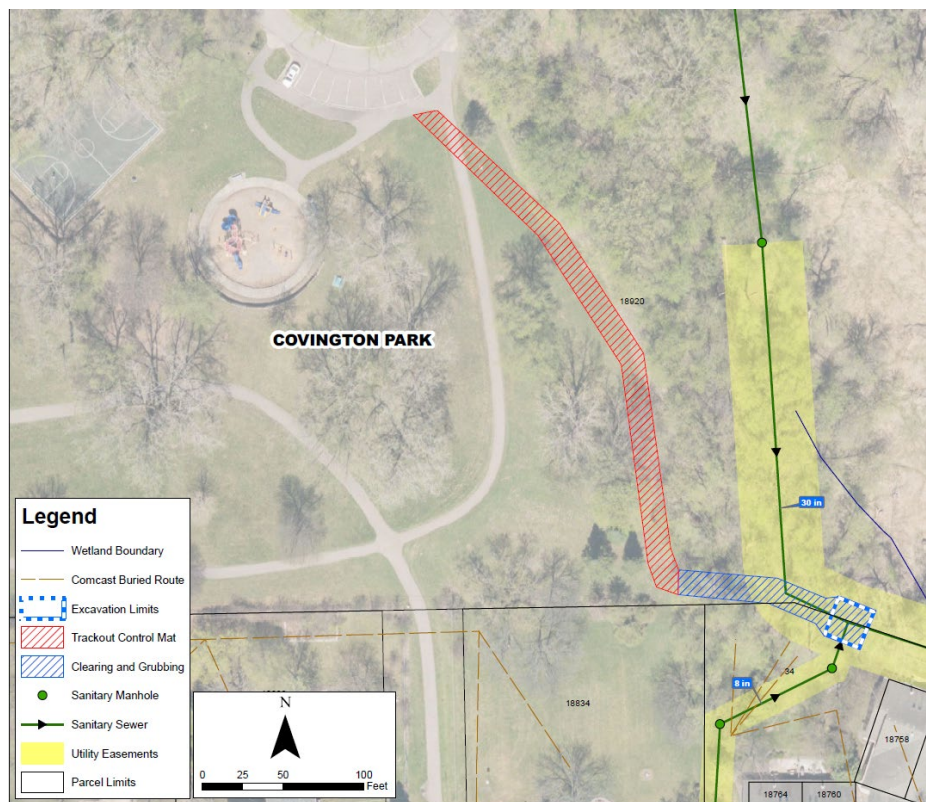 18920
COVINGTON PARK
30 in
Legend
Wetland Boundary
Comcast Buried Route
Excavation Limits
Trackout Control Mat
Clearing and Grubbing
Sanitary Manhole
Sanitary Sewer
Utility Easements
Parcel Limits
N
0 25 50 100
Feet
34
8 in
18834
18758
18764
18760